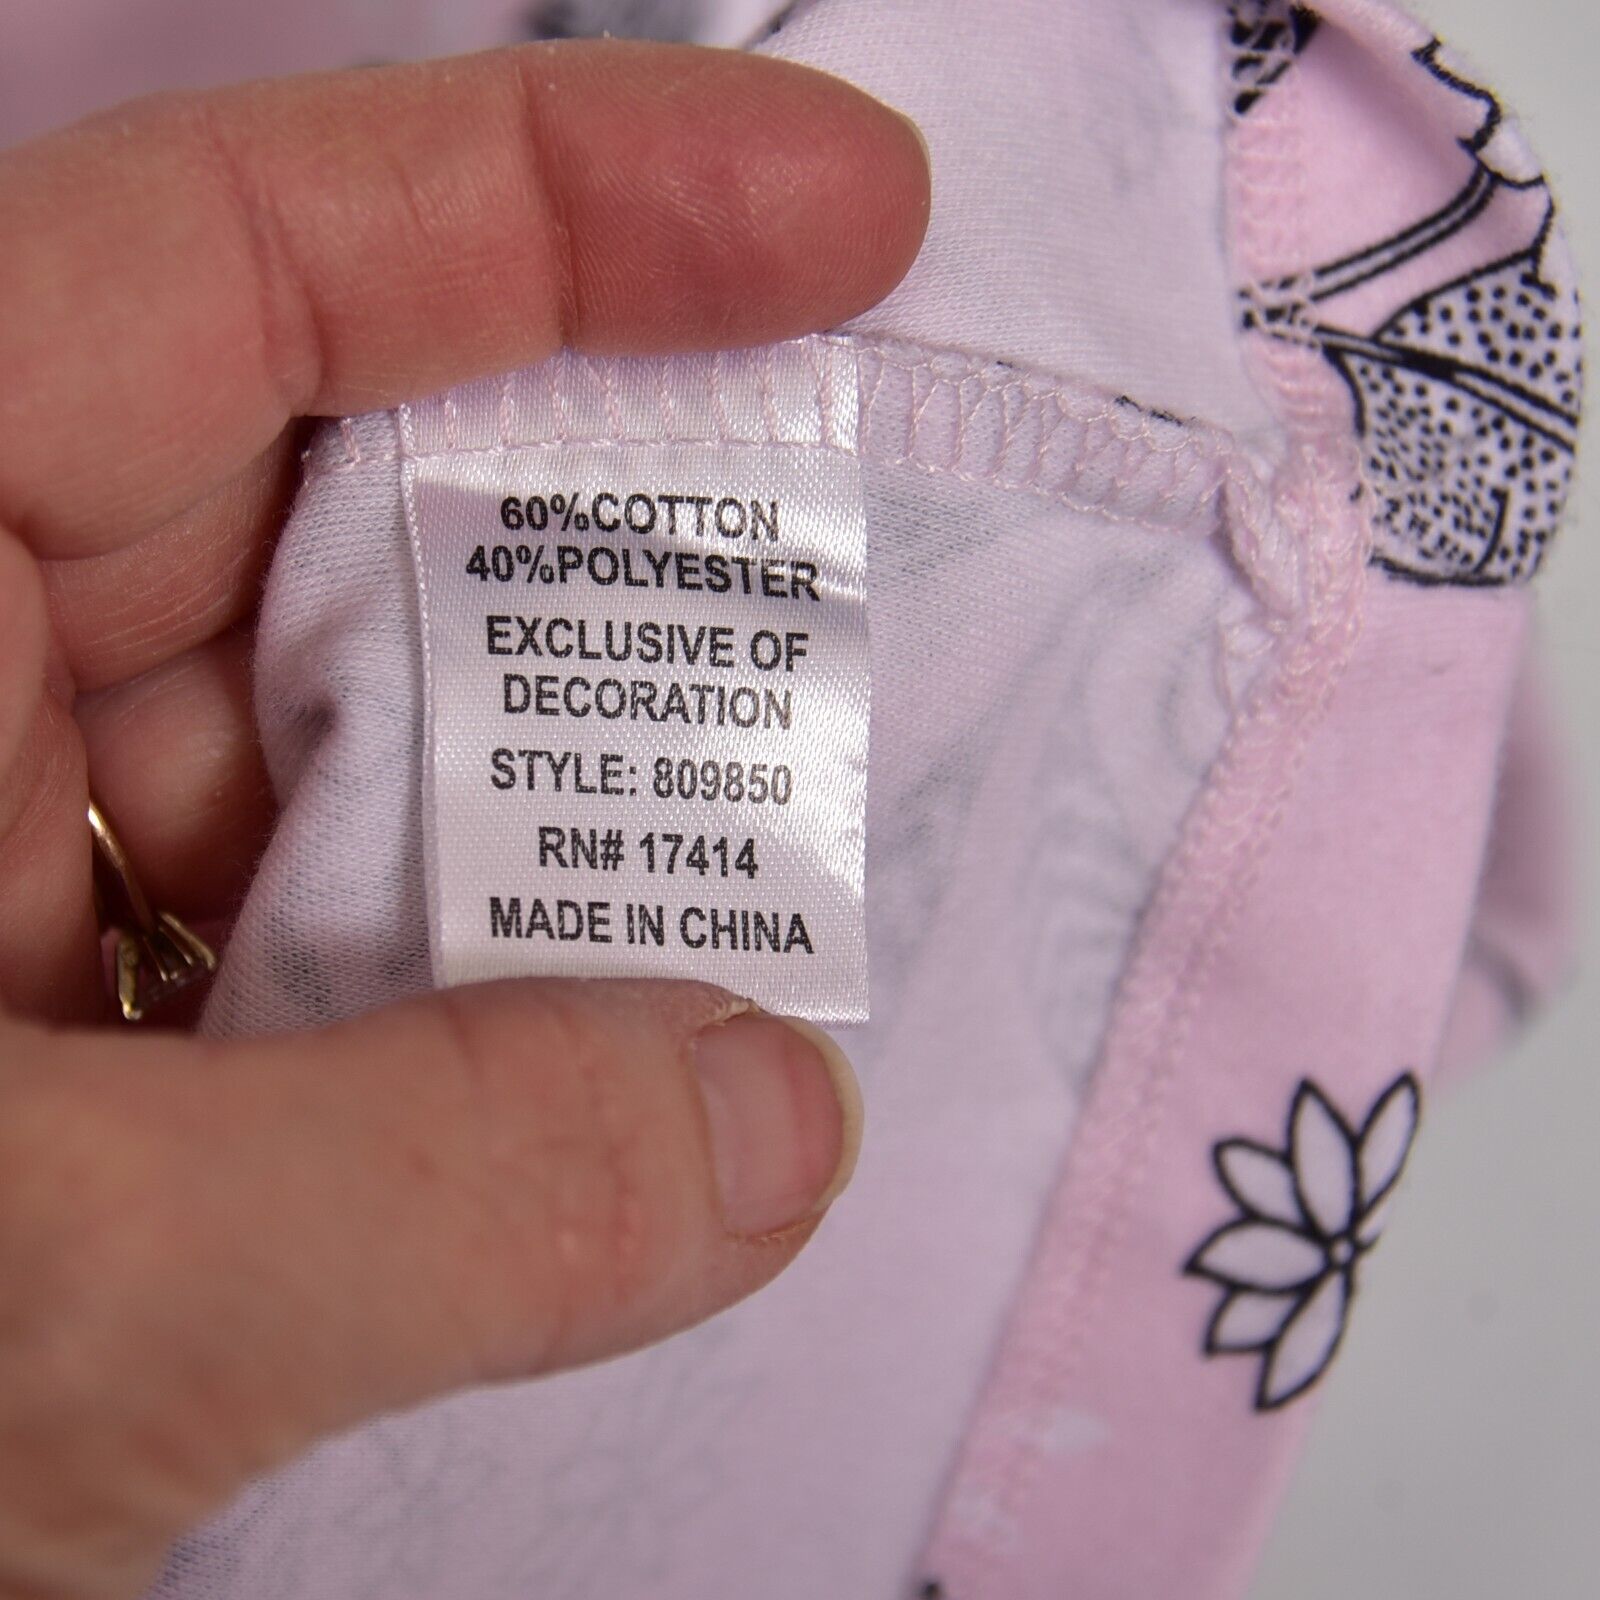 60%COTTON
40%POLYESTER
EXCLUSIVE OF
DECORATION
STYLE: 809850
RN# 17414
MADE IN CHINA